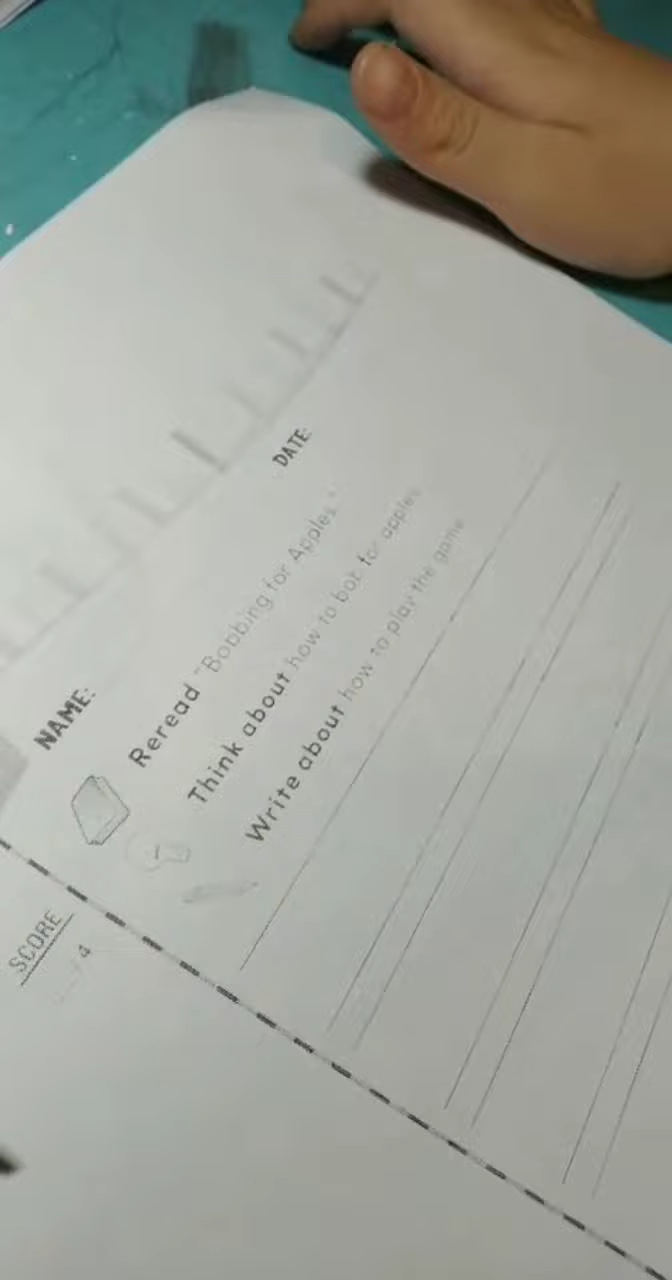 NAME:
DATE:
Reread "Bobbing for Apples."
Think about how to bob for apples
Write about how to play the game
SCORE
__/4